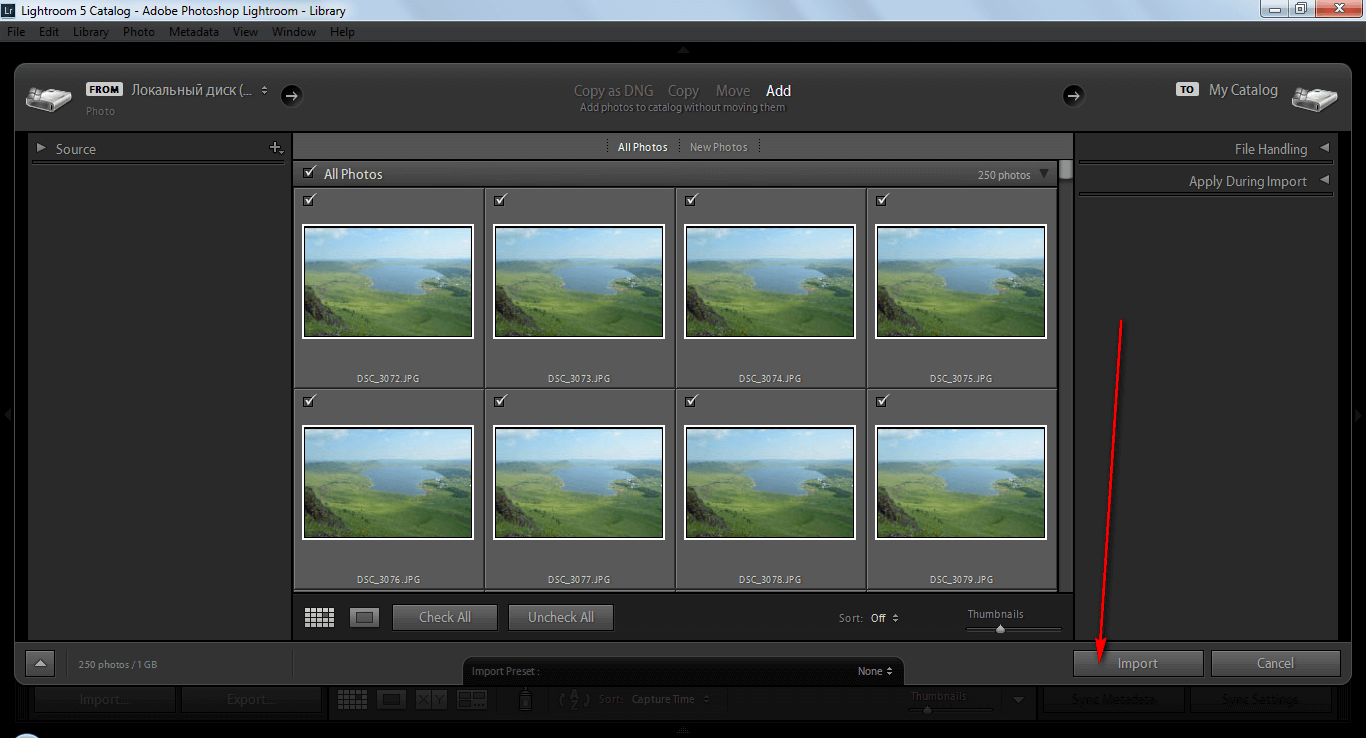 Lr Lightroom 5 Catalog - Adobe Photoshop Lightroom - Library
File Edit Library Photo Metadata View Window Help
FROM Локальный диск (...
Photo
Copy as DNG Copy Move Add
Add photos to catalog without moving them
TO My Catalog
Source
All Photos New Photos
File Handling
Apply During Import
All Photos 250 photos
DSC_3072.JPG DSC_3073.JPG DSC_3074.JPG DSC_3075.JPG
DSC_3076.JPG DSC_3077.JPG DSC_3078.JPG DSC_3079.JPG
Check All Uncheck All Sort: Off Thumbnails
250 photos / 1 GB
Import Preset : None
Import Cancel
Import... Export... X Y A Z Sort: Capture Time Thumbnails Sync Metadata Sync Settings